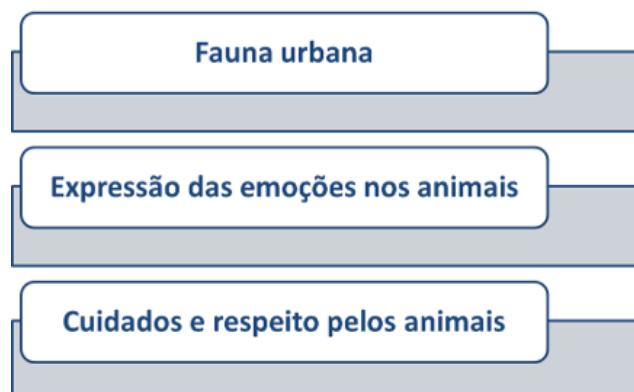 Fauna urbana
Expressão das emoções nos animais
Cuidados e respeito pelos animais